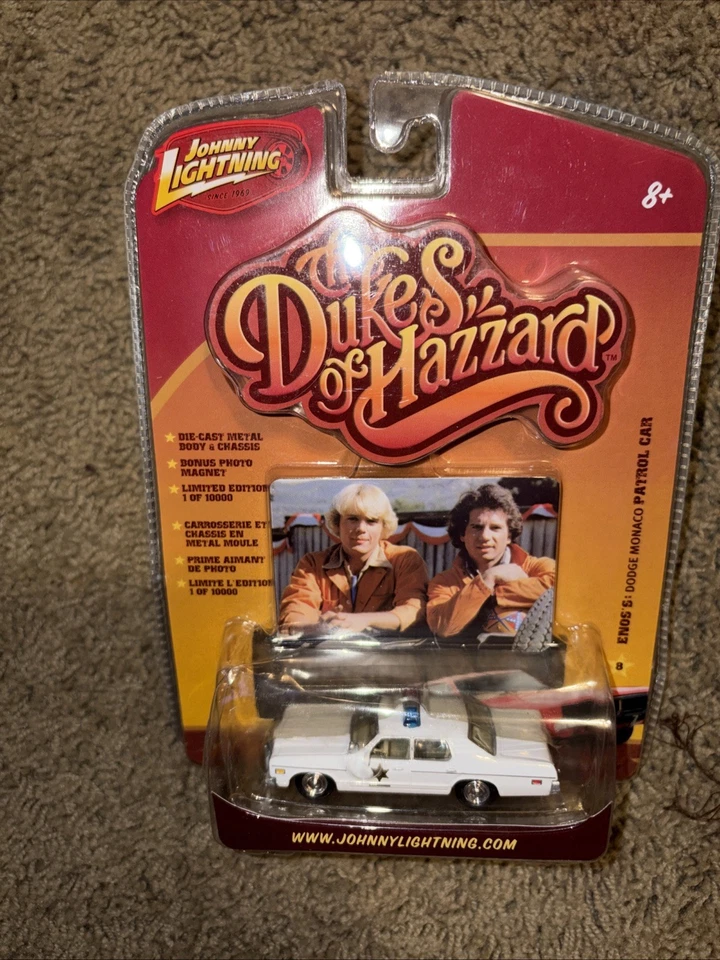 JOHNNY
LIGHTNING
SINCE 1969
8+
The
Dukes
of Hazzard
TM
DIE-CAST METAL
BODY & CHASSIS
BONUS PHOTO
MAGNET
LIMITED EDITION
1 OF 10000
CARROSSERIE ET
CHASSIS EN
METAL MOULE
PRIME AIMANT
DE PHOTO
LIMITE L'EDITION
1 OF 10000
ENOS'S: DODGE MONACO PATROL CAR
8
WWW.JOHNNYLIGHTNING.COM